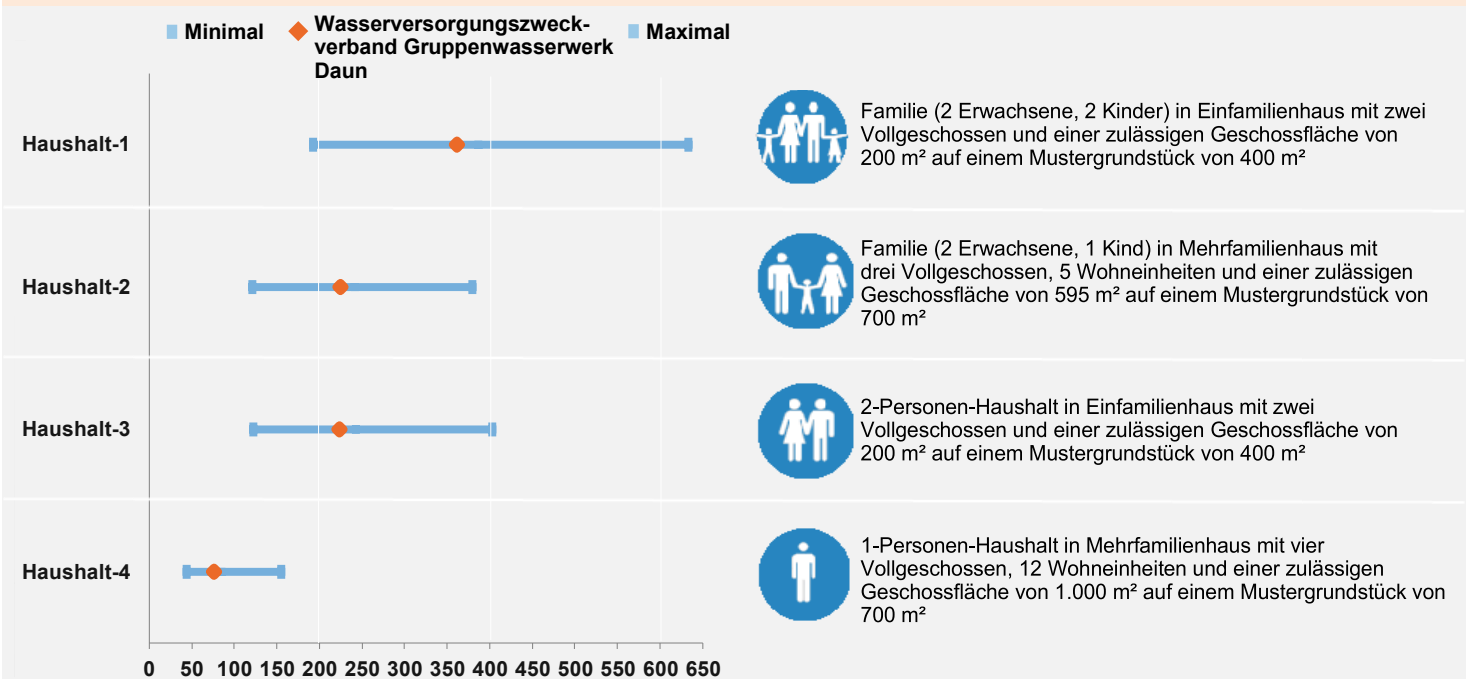 Minimal
Wasserversorgungszweck-
verband Gruppenwasserwerk
Daun
Maximal
Haushalt-1
Familie (2 Erwachsene, 2 Kinder) in Einfamilienhaus mit zwei
Vollgeschossen und einer zulässigen Geschossfläche von
200 m² auf einem Mustergrundstück von 400 m²
Haushalt-2
Familie (2 Erwachsene, 1 Kind) in Mehrfamilienhaus mit
drei Vollgeschossen, 5 Wohneinheiten und einer zulässigen
Geschossfläche von 595 m² auf einem Mustergrundstück von
700 m²
Haushalt-3
2-Personen-Haushalt in Einfamilienhaus mit zwei
Vollgeschossen und einer zulässigen Geschossfläche von
200 m² auf einem Mustergrundstück von 400 m²
Haushalt-4
1-Personen-Haushalt in Mehrfamilienhaus mit vier
Vollgeschossen, 12 Wohneinheiten und einer zulässigen
Geschossfläche von 1.000 m² auf einem Mustergrundstück von
700 m²
0 50 100 150 200 250 300 350 400 450 500 550 600 650